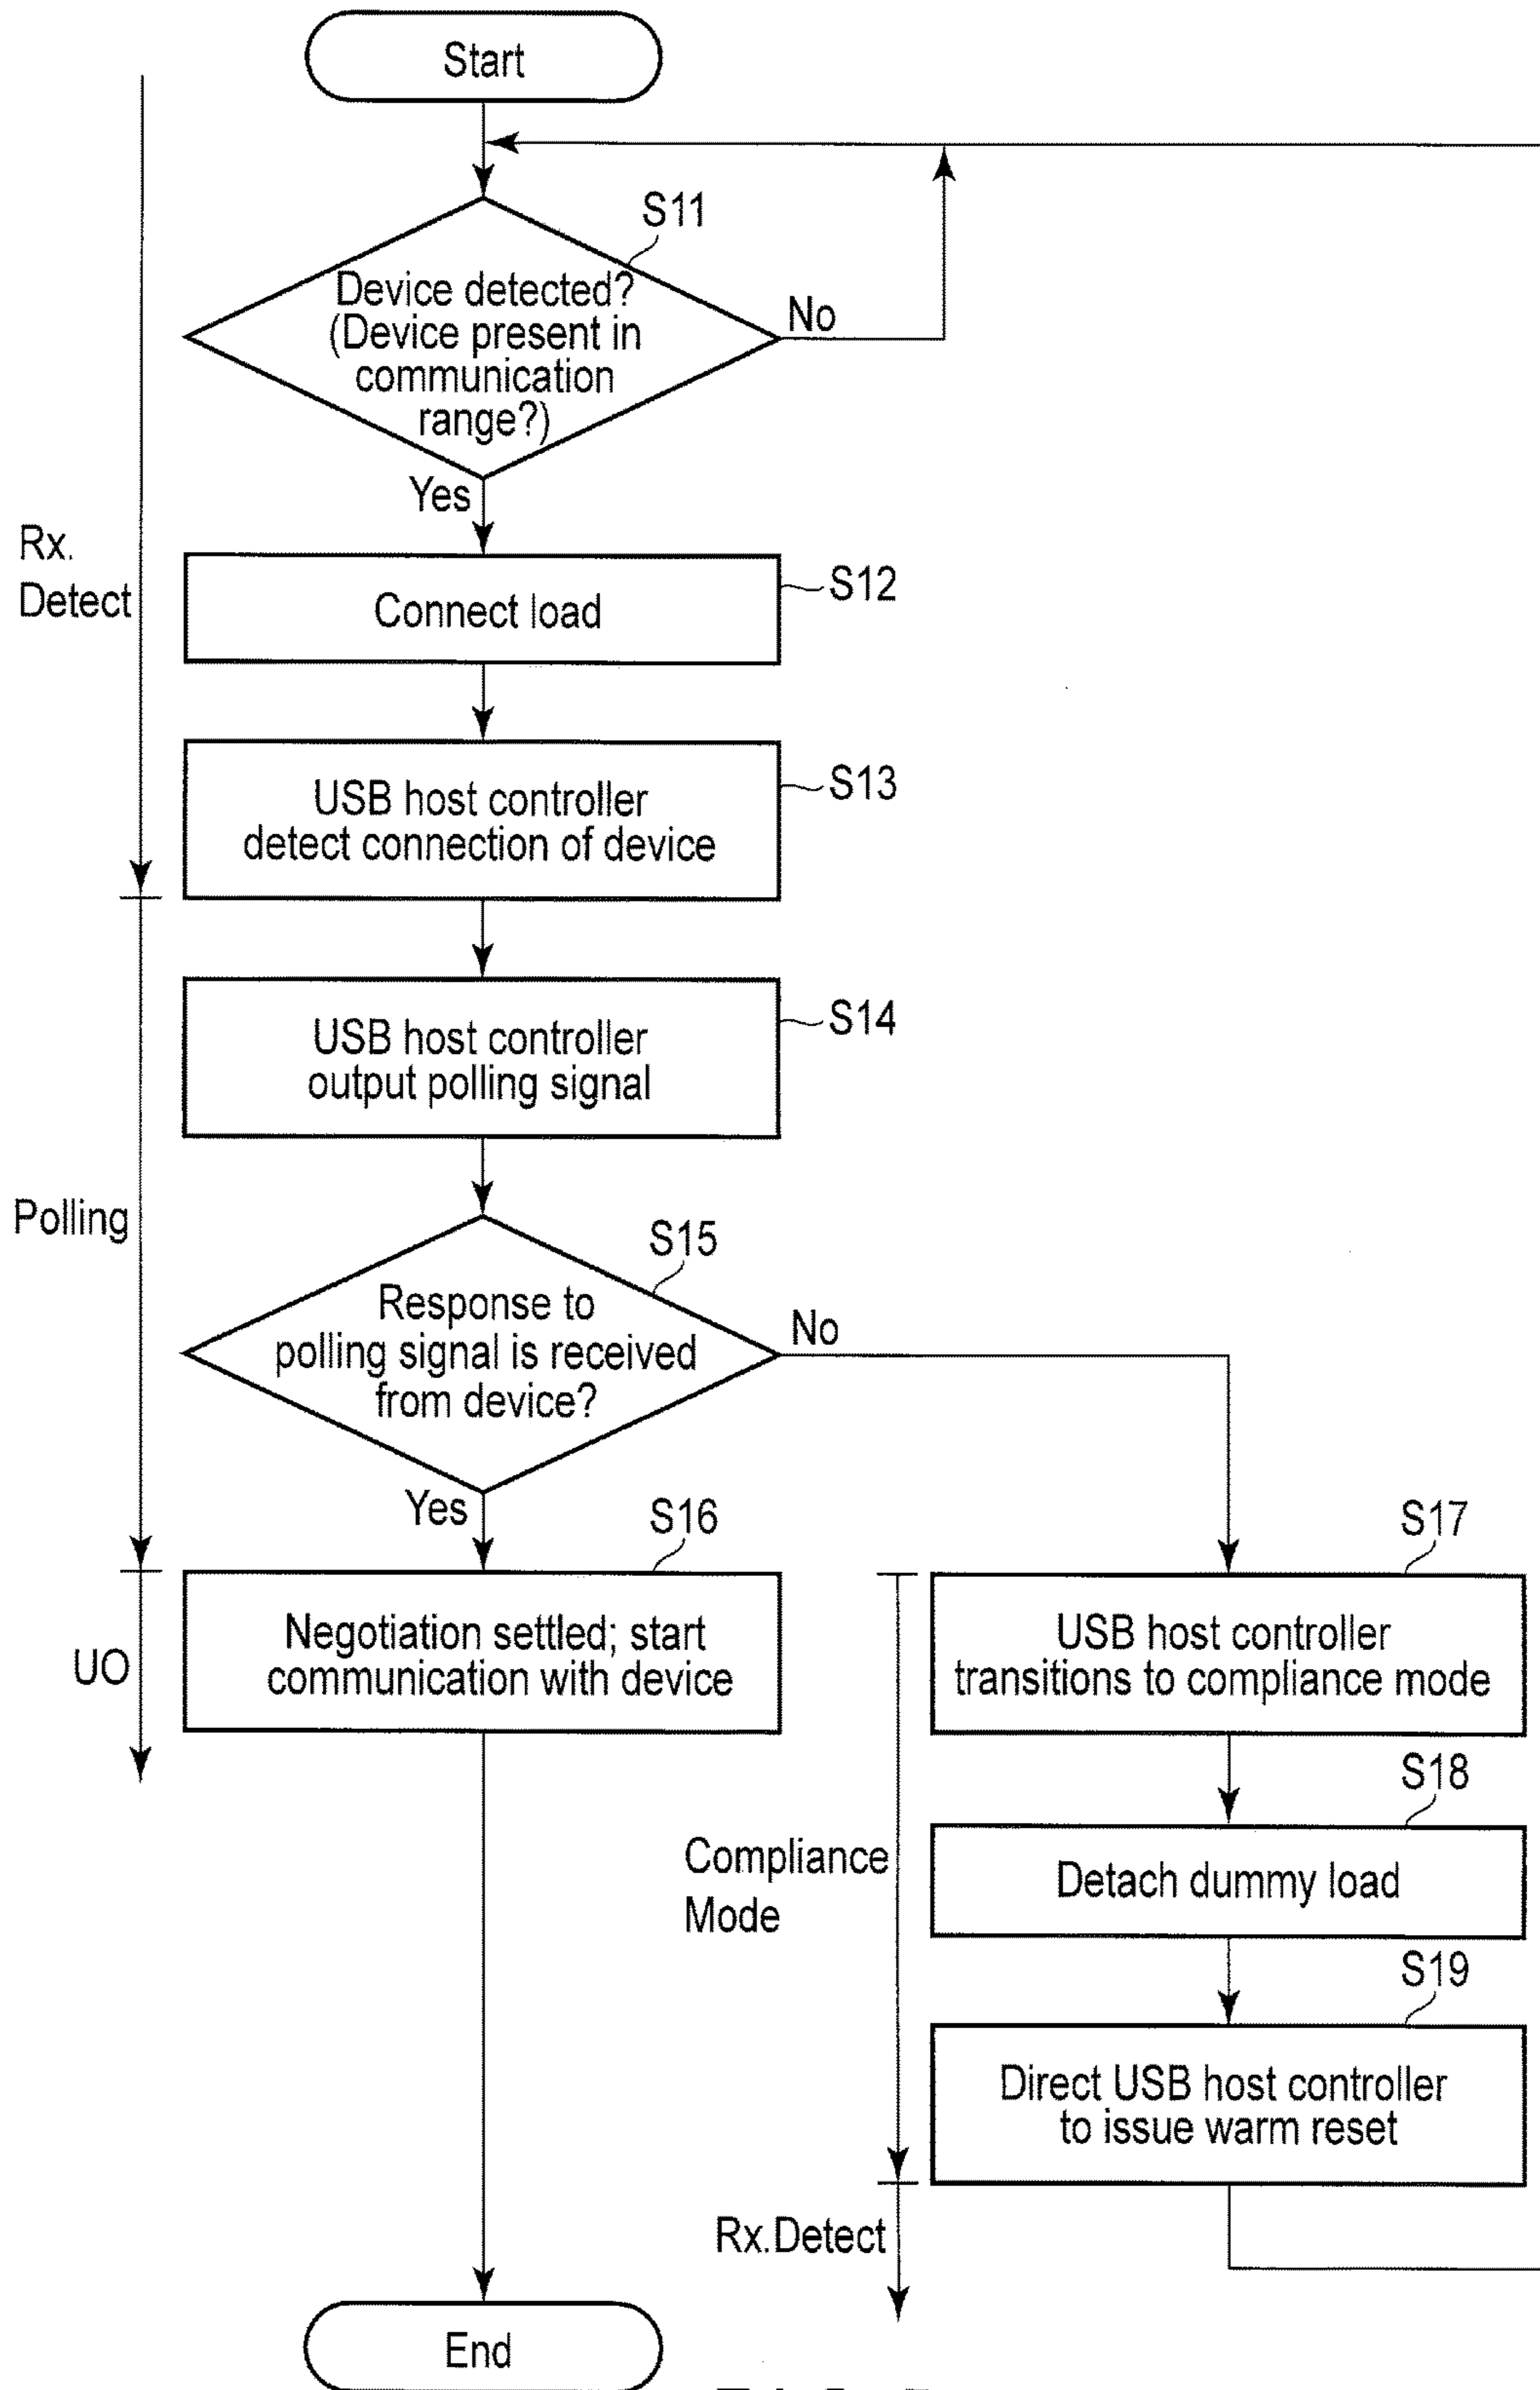 Start
S11
Device detected?
(Device present in
communication
range?)
No
Yes
Rx.
Detect
Connect load
S12
USB host controller
detect connection of device
S13
USB host controller
output polling signal
S14
Polling
S15
Response to
polling signal is received
from device?
No
Yes
S16
Negotiation settled; start
communication with device
UO
S17
USB host controller
transitions to compliance mode
S18
Detach dummy load
Compliance
Mode
S19
Direct USB host controller
to issue warm reset
Rx.Detect
End